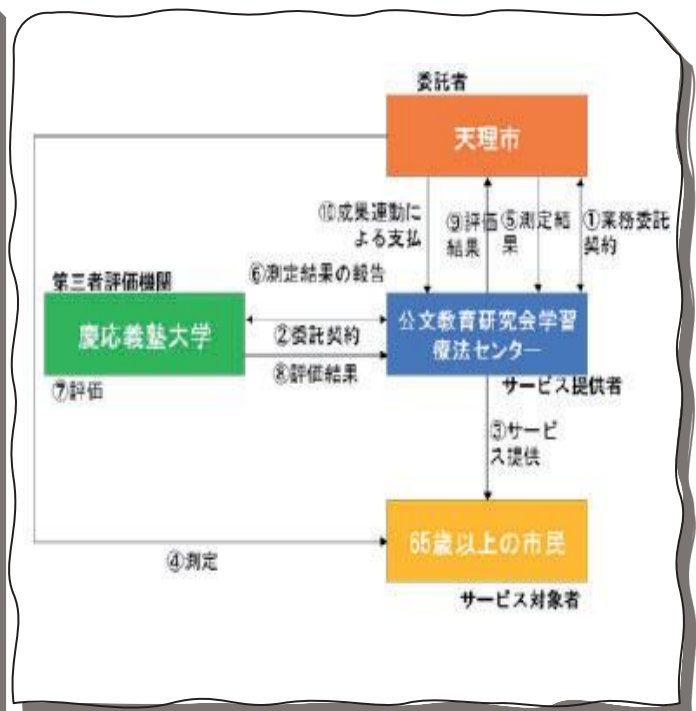 委託者
天理市
⑩成果連動に
よる支払
⑨評価
結果
⑤測定結
果
①業務委託
契約
⑥測定結果の報告
第三者評価機関
慶応義塾大学
②委託契約
⑧評価結果
⑦評価
公文教育研究会学習
療法センター
サービス提供者
③サービ
ス提供
65歳以上の市民
④測定
サービス対象者